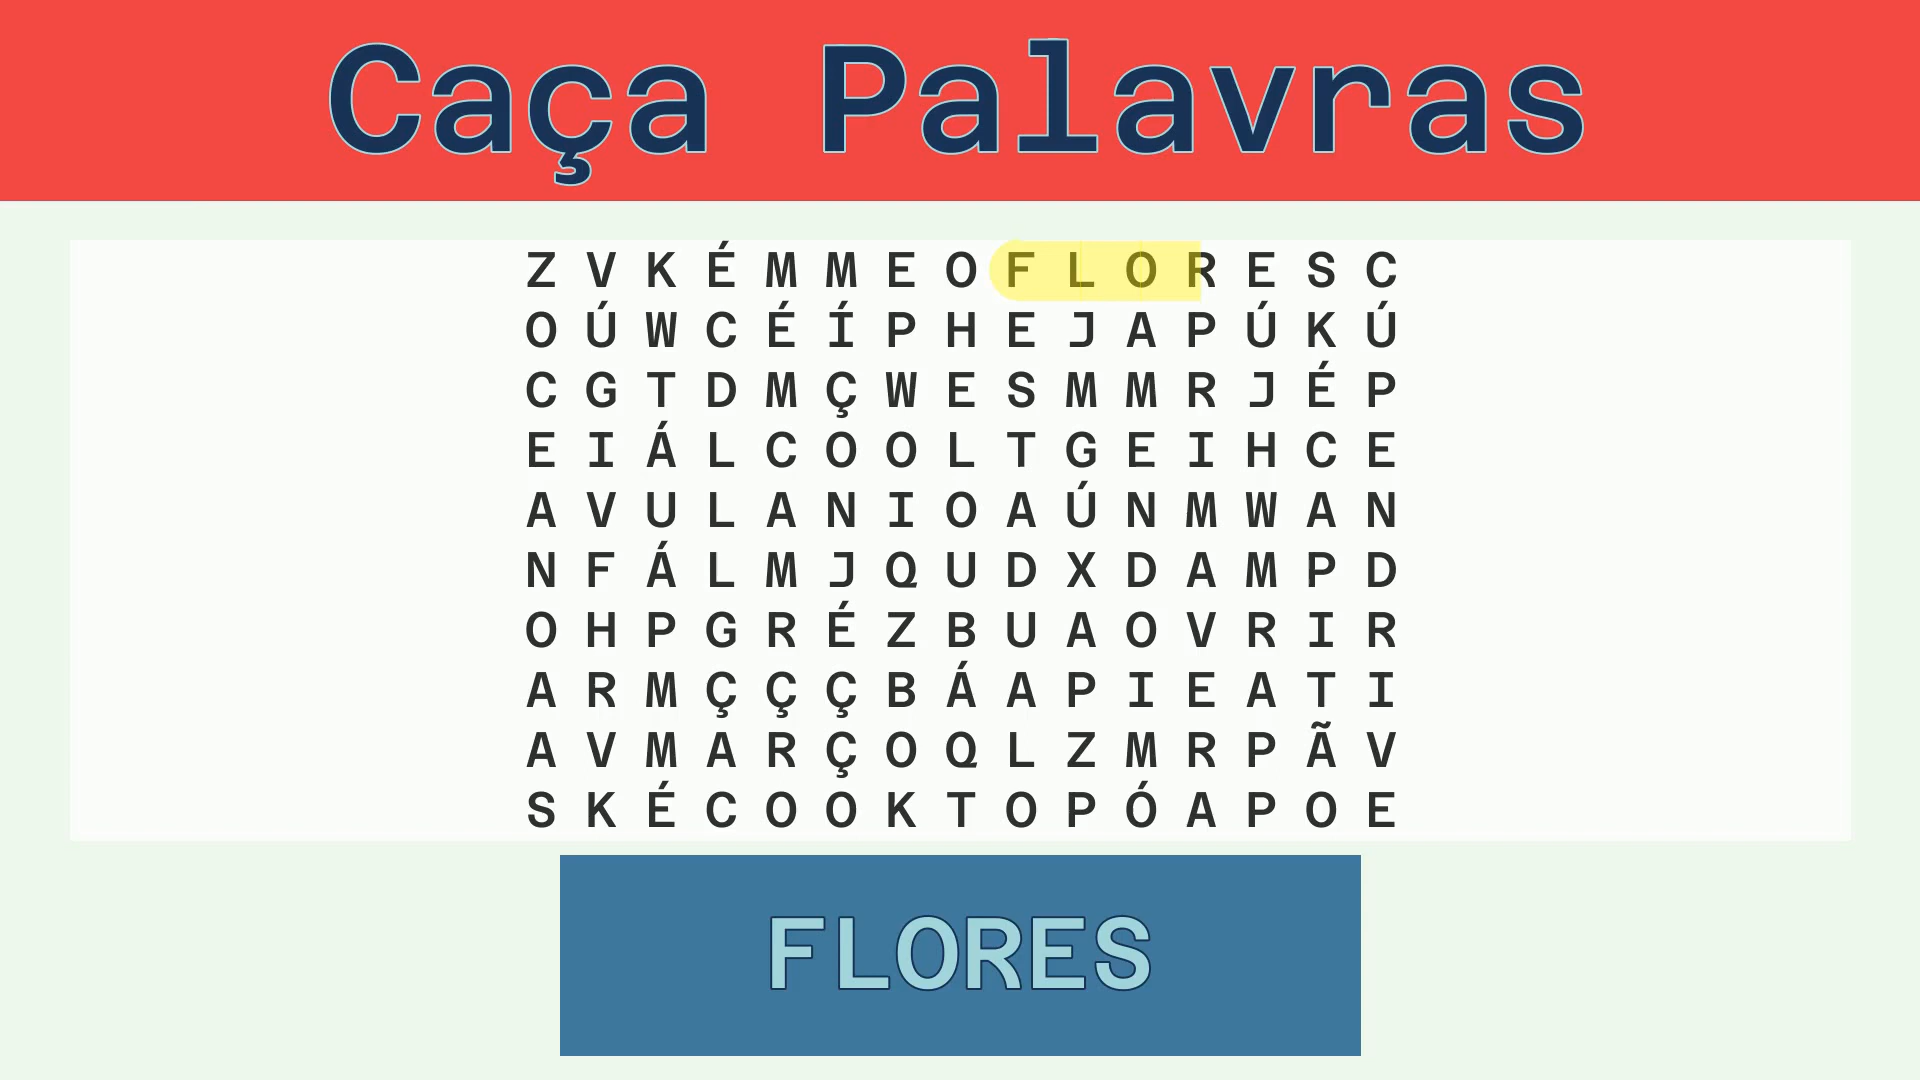 Caça Palavras
Z V K É M M E O F L O R E S C
O Ú W C É Í P H E J A P Ú K Ú
C G T D M Ç W E S M M R J É P
E I Á L C O O L T G E I H C E
A V U L A N I O A Ú N M W A N
N F Á L M J Q U D X D A M P D
O H P G R É Z B U A O V R I R
A R M Ç Ç Ç B Á A P I E A T I
A V M A R Ç O Q L Z M R P Ã V
S K É C O O K T O P Ó A P O E
FLORES